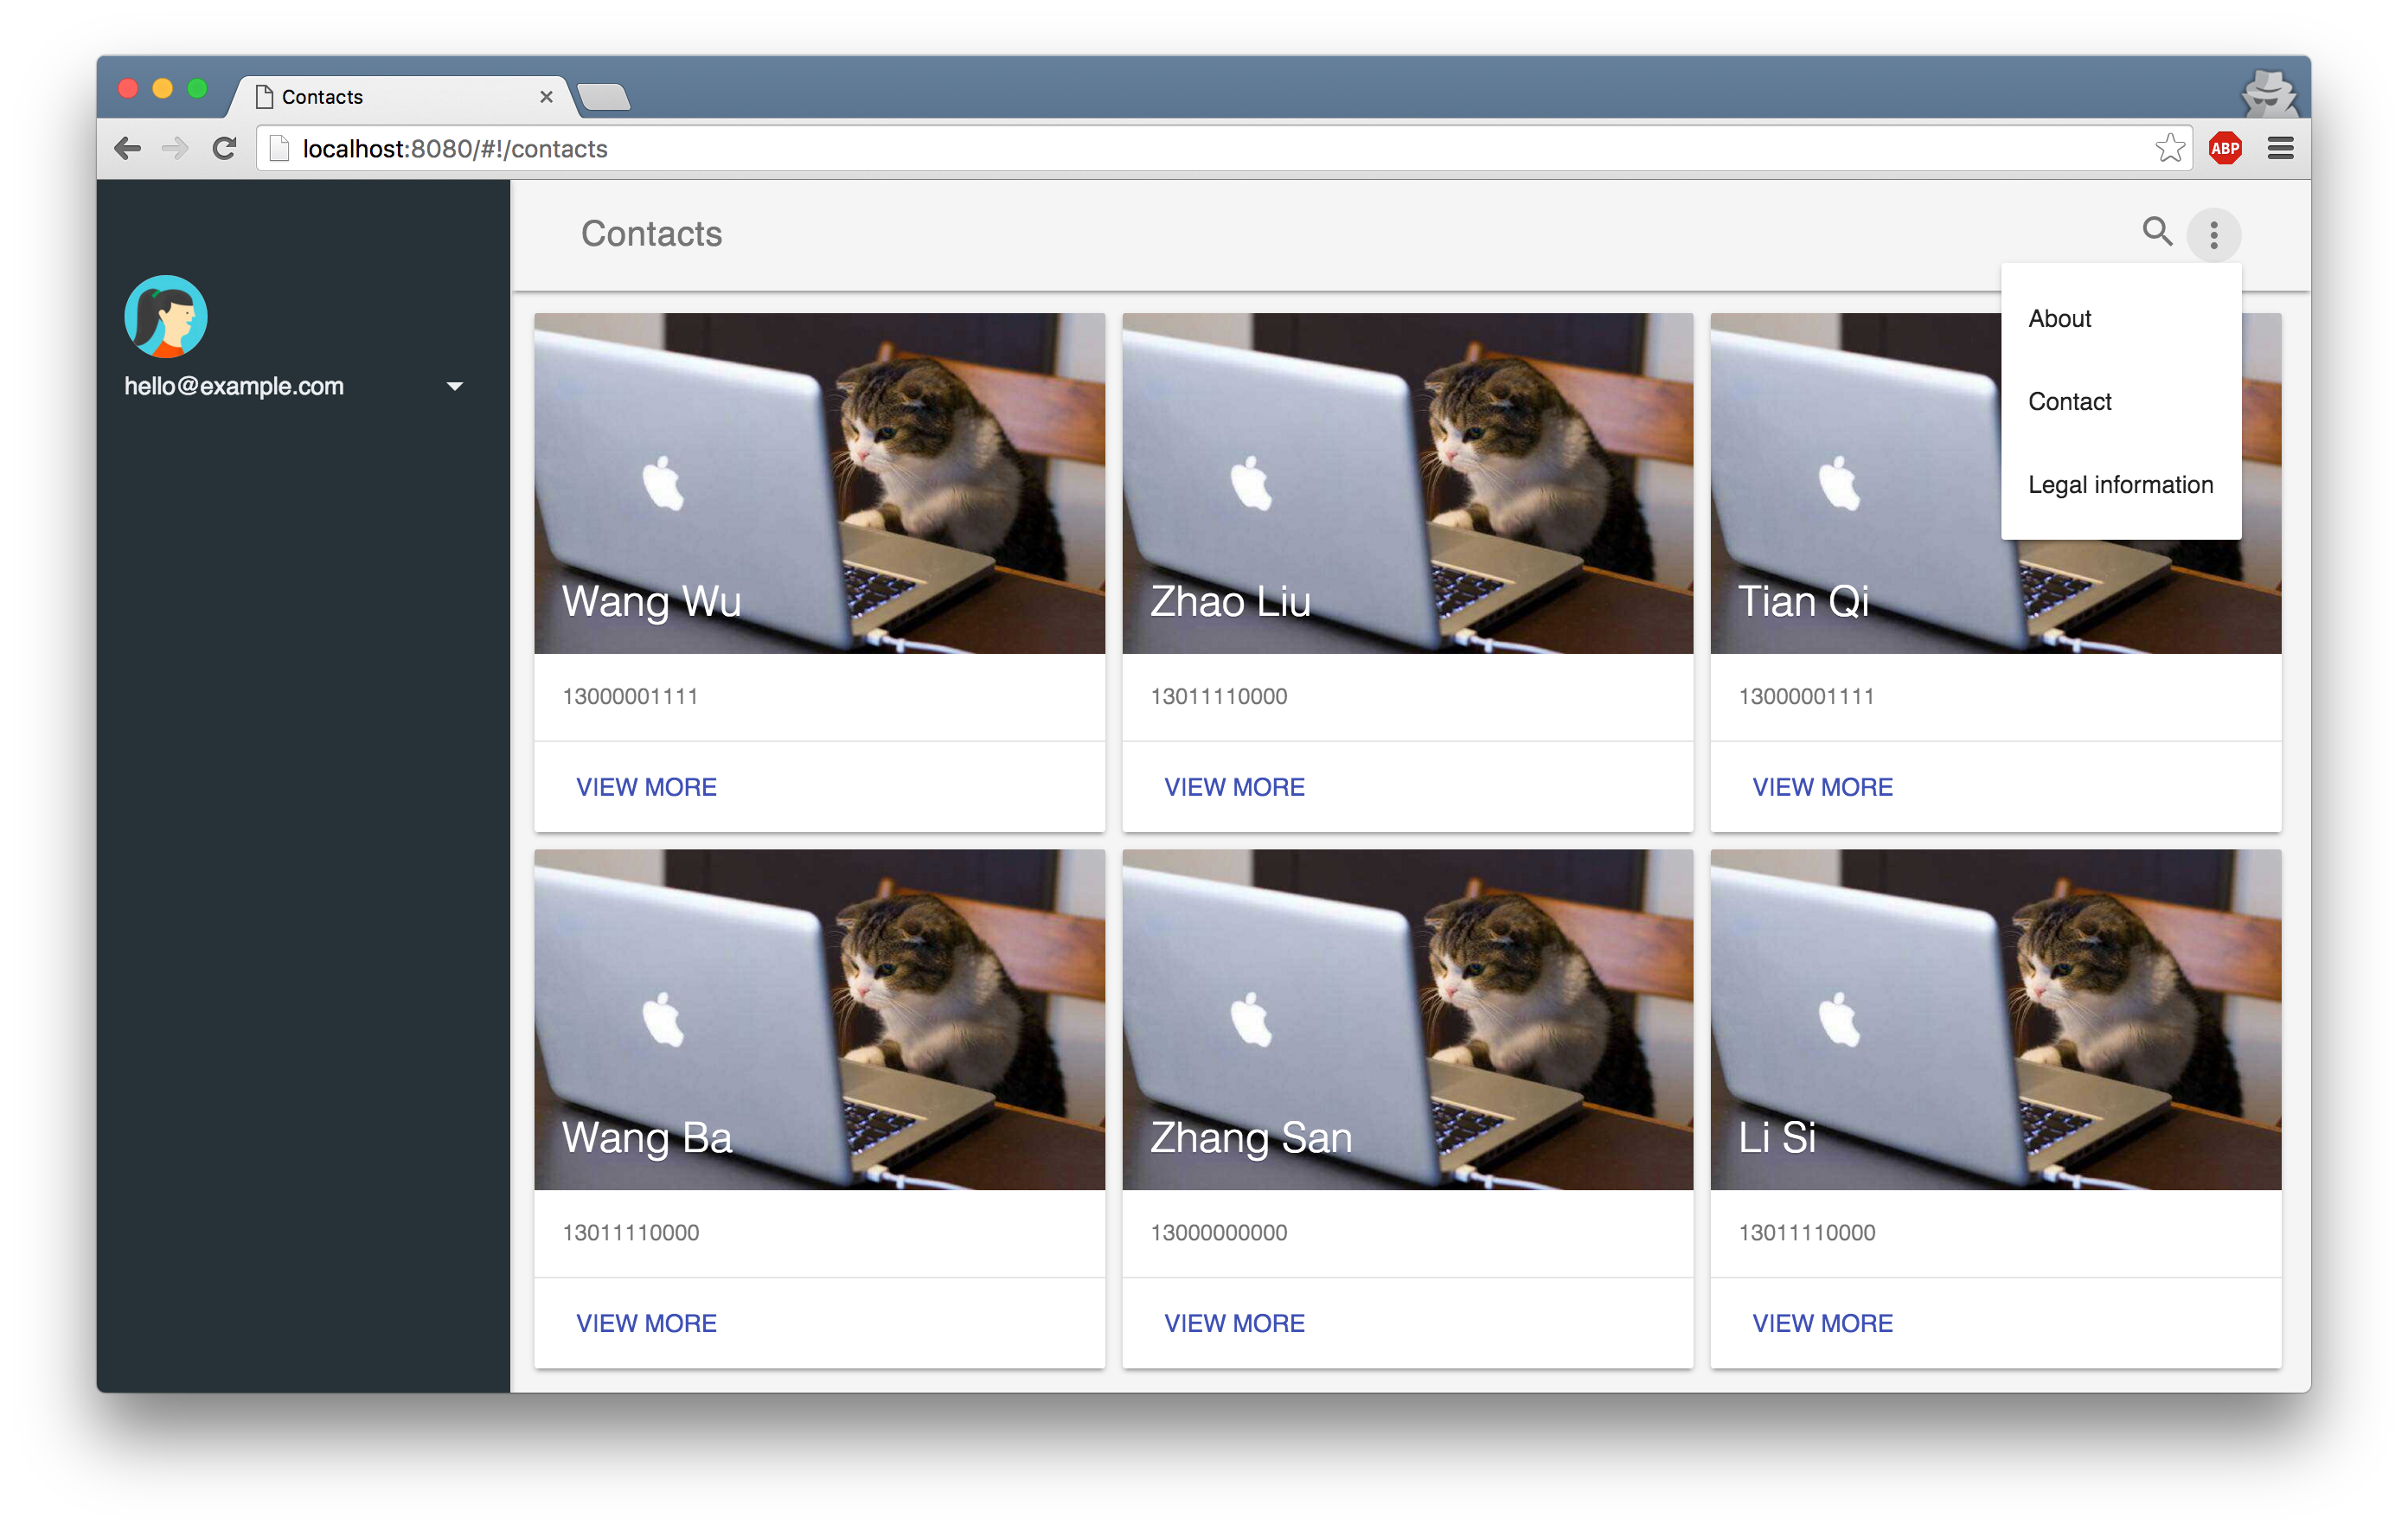 Contacts
localhost:8080/#!/contacts
ABP
hello@example.com
Contacts
About
Contact
Legal information
Wang Wu
13000001111
VIEW MORE
Zhao Liu
13011110000
VIEW MORE
Tian Qi
13000001111
VIEW MORE
Wang Ba
13011110000
VIEW MORE
Zhang San
13000000000
VIEW MORE
Li Si
13011110000
VIEW MORE